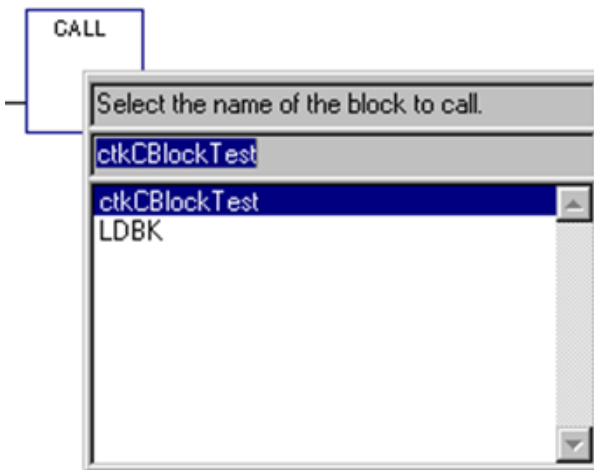 CALL
Select the name of the block to call.
ctkCBlockTest
ctkCBlockTest
LDBK